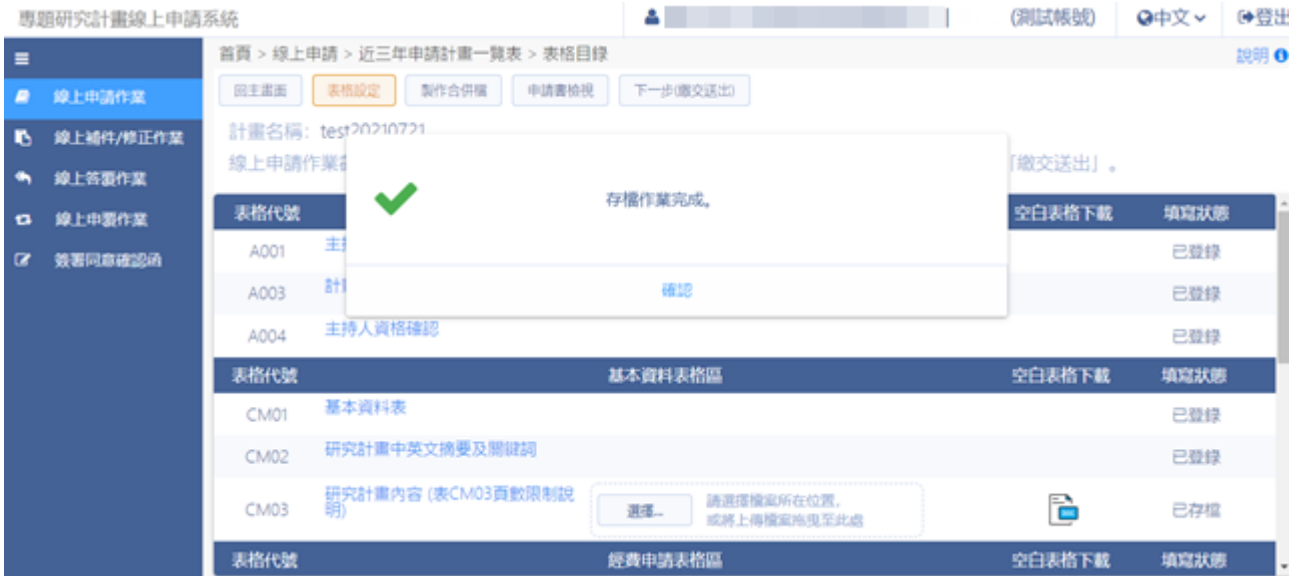 專題研究計畫線上申請系統
(測試帳號) 中文 登出
首頁 > 線上申請 > 近三年申請計畫一覽表 > 表格目錄
說明
線上申請作業
線上補件/修正作業
線上答覆作業
線上申覆作業
簽署同意確認函
回主畫面 表格設定 製作合併檔 申請書檢視 下一步(繳交送出)
計畫名稱: test20210721
線上申請作業 「繳交送出」。
存檔作業完成。
確認
表格代號 空白表格下載 填寫狀態
A001 主持 已登錄
A003 計 已登錄
A004 主持人資格確認 已登錄
表格代號 基本資料表格區 空白表格下載 填寫狀態
CM01 基本資料表 已登錄
CM02 研究計畫中英文摘要及關鍵詞 已登錄
CM03 研究計畫內容 (表CM03頁數限制說
明) 選擇... 請選擇檔案所在位置,
或將上傳檔案拖曳至此處 已存檔
表格代號 經費申請表格區 空白表格下載 填寫狀態